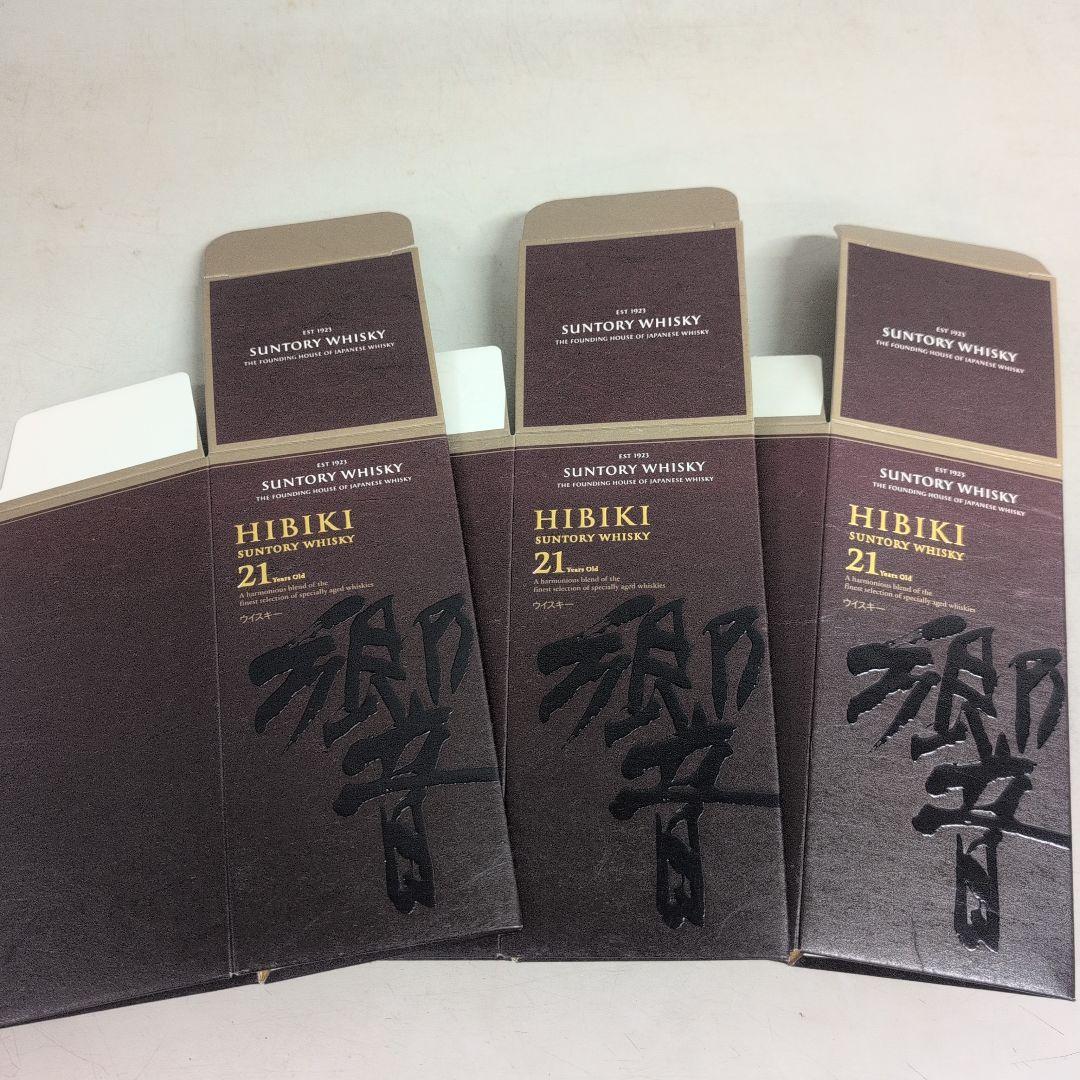 EST 1923
SUNTORY WHISKY
THE FOUNDING HOUSE OF JAPANESE WHISKY
EST 1923
SUNTORY WHISKY
THE FOUNDING HOUSE OF JAPANESE WHISKY
HIBIKI
SUNTORY WHISKY
21 Years Old
A harmonious blend of the
finest selection of specially aged whiskies
ウイスキー
響
EST 1923
SUNTORY WHISKY
THE FOUNDING HOUSE OF JAPANESE WHISKY
EST 1923
SUNTORY WHISKY
THE FOUNDING HOUSE OF JAPANESE WHISKY
HIBIKI
SUNTORY WHISKY
21 Years Old
A harmonious blend of the
finest selection of specially aged whiskies
ウイスキー
響
EST 1923
SUNTORY WHISKY
THE FOUNDING HOUSE OF JAPANESE WHISKY
EST 1923
SUNTORY WHISKY
THE FOUNDING HOUSE OF JAPANESE WHISKY
HIBIKI
SUNTORY WHISKY
21 Years Old
A harmonious blend of the
finest selection of specially aged whiskies
ウイスキー
響